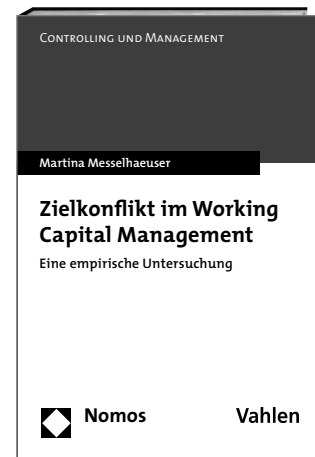 Controlling und Management
Martina Messelhaeuser
Zielkonflikt im Working
Capital Management
Eine empirische Untersuchung
Nomos
Vahlen